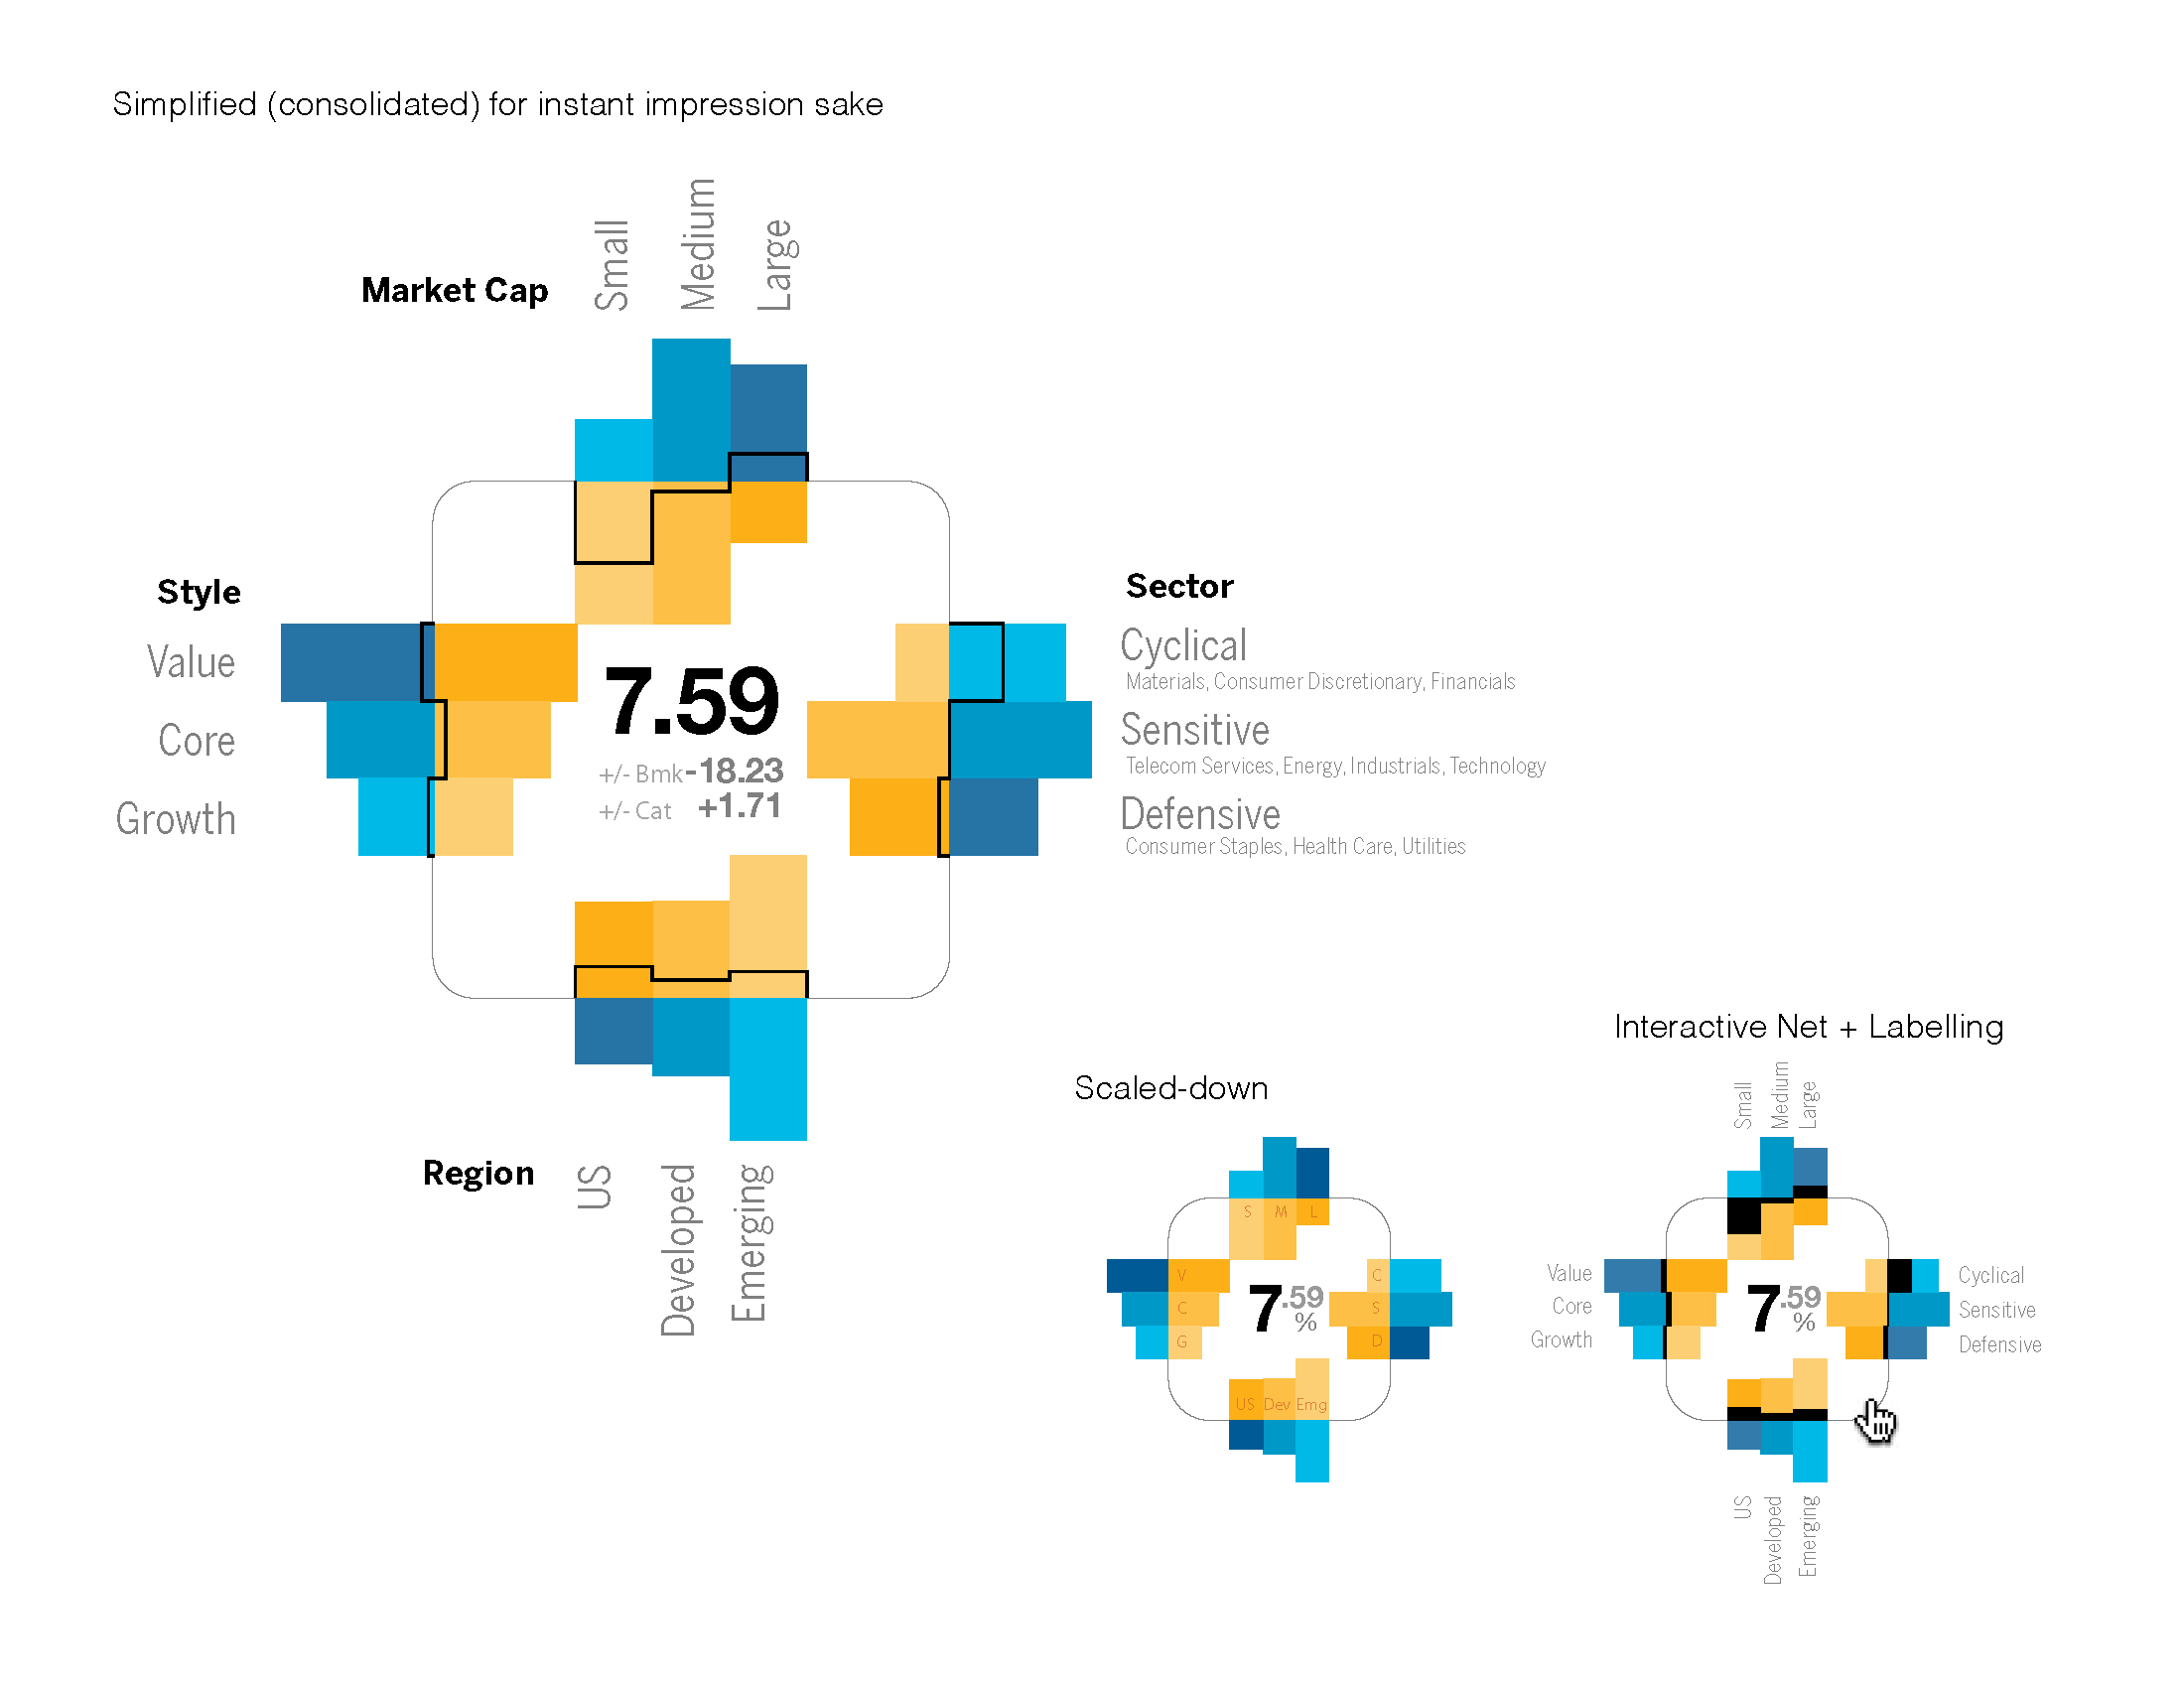 Simplified (consolidated) for instant impression sake
Market Cap
Small
Medium
Large
Style
Value
Core
Growth
7.59
+/- Bmk -18.23
+/- Cat +1.71
Sector
Cyclical
Materials, Consumer Discretionary, Financials
Sensitive
Telecom Services, Energy, Industrials, Technology
Defensive
Consumer Staples, Health Care, Utilities
Region
US
Developed
Emerging
Scaled-down
S M L
V
C
G
7.59
%
C
S
D
US Dev Emg
Interactive Net + Labelling
Small
Medium
Large
Value
Core
Growth
7.59
%
Cyclical
Sensitive
Defensive
US
Developed
Emerging